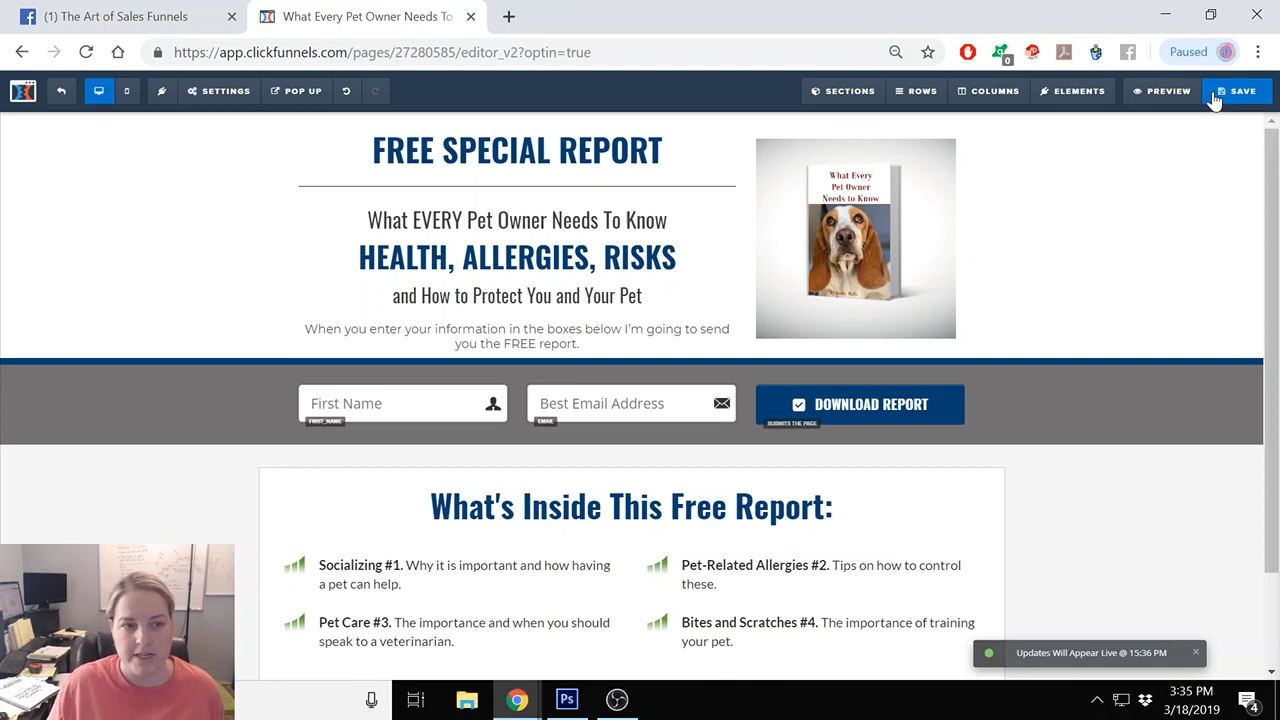 (1) The Art of Sales Funnels
What Every Pet Owner Needs To
https://app.clickfunnels.com/pages/27280585/editor_v2?optin=true
0
Paused
SETTINGS
POP UP
SECTIONS
ROWS
COLUMNS
ELEMENTS
PREVIEW
SAVE
FREE SPECIAL REPORT
What EVERY Pet Owner Needs To Know
HEALTH, ALLERGIES, RISKS
and How to Protect You and Your Pet
When you enter your information in the boxes below I'm going to send
you the FREE report.
What Every
Pet Owner
Needs to Know
First Name
FIRST_NAME
Best Email Address
EMAIL
DOWNLOAD REPORT
SUBMITS THE PAGE
What's Inside This Free Report:
Socializing #1. Why it is important and how having
a pet can help.
Pet-Related Allergies #2. Tips on how to control
these.
Pet Care #3. The importance and when you should
speak to a veterinarian.
Bites and Scratches #4. The importance of training
your pet.
Updates Will Appear Live @ 15:36 PM
Ps
3:35 PM
3/18/2019
4